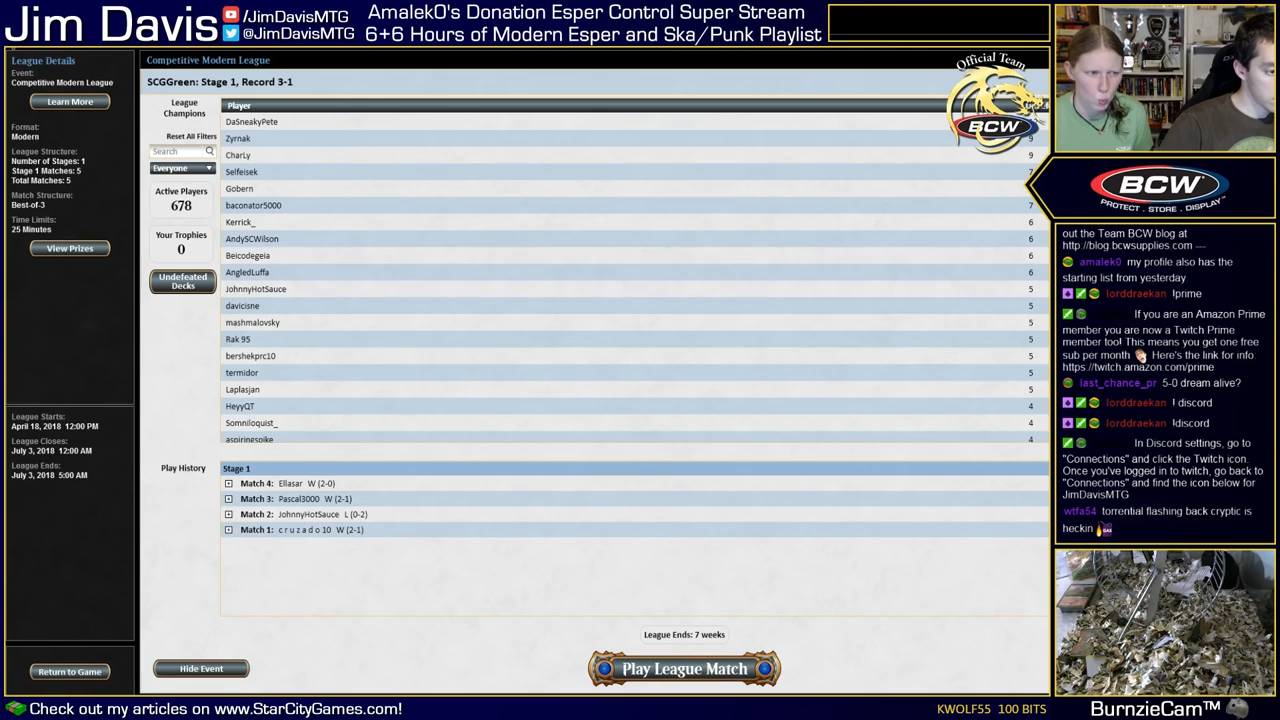 Jim Davis
/JimDavisMTG
@JimDavisMTG
Amalek0's Donation Esper Control Super Stream
6+6 Hours of Modern Esper and Ska/Punk Playlist
League Details
Event:
Competitive Modern League
Learn More
Format:
Modern
League Structure:
Number of Stages: 1
Stage 1 Matches: 5
Total Matches: 5
Match Structure:
Best-of-3
Time Limits:
25 Minutes
View Prizes
League Starts:
April 18, 2018 12:00 PM
League Closes:
July 3, 2018 12:00 AM
League Ends:
July 3, 2018 5:00 AM
Return to Game
Competitive Modern League
SCGGreen: Stage 1, Record 3-1
League
Champions
Reset All Filters
Search
Everyone
Active Players
678
Your Trophies
0
Undefeated
Decks
Player
DaSneakyPete
Zyrnak 9
CharLy 9
Selfeisek 7
Gobern
baconator5000 7
Kerrick_ 6
AndySCWilson 6
Beicodegeia 6
AngledLuffa 6
JohnnyHotSauce 5
davicisne 5
mashmalovsky 5
Rak 95 5
bershekprc10 5
termidor 5
Laplasjan 5
HeyyQT 4
Somniloquist_ 4
aspiringspike 4
Play History
Stage 1
Match 4: Eliasar W (2-0)
Match 3: Pascal3000 W (2-1)
Match 2: JohnnyHotSauce L (0-2)
Match 1: c r u z a d o 10 W (2-1)
League Ends: 7 weeks
Hide Event
Play League Match
Official Team
BCW
BCW
PROTECT . STORE . DISPLAY
out the Team BCW blog at
http://blog.bcwsupplies.com ---
amalek0 my profile also has the
starting list from yesterday.
lorddraekan !prime
If you are an Amazon Prime
member you are now a Twitch Prime
member too! This means you get one free
sub per month Here's the link for info:
https://twitch.amazon.com/prime
last_chance_pr 5-0 dream alive?
lorddraekan ! discord
lorddraekan !discord
In Discord settings, go to
"Connections" and click the Twitch icon.
Once you've logged in to twitch, go back to
"Connections" and find the icon below for
JimDavisMTG
wtfa54 torrential flashing back cryptic is
heckin
Check out my articles on www.StarCityGames.com!
KWOLF55 100 BITS
BurnzieCam™